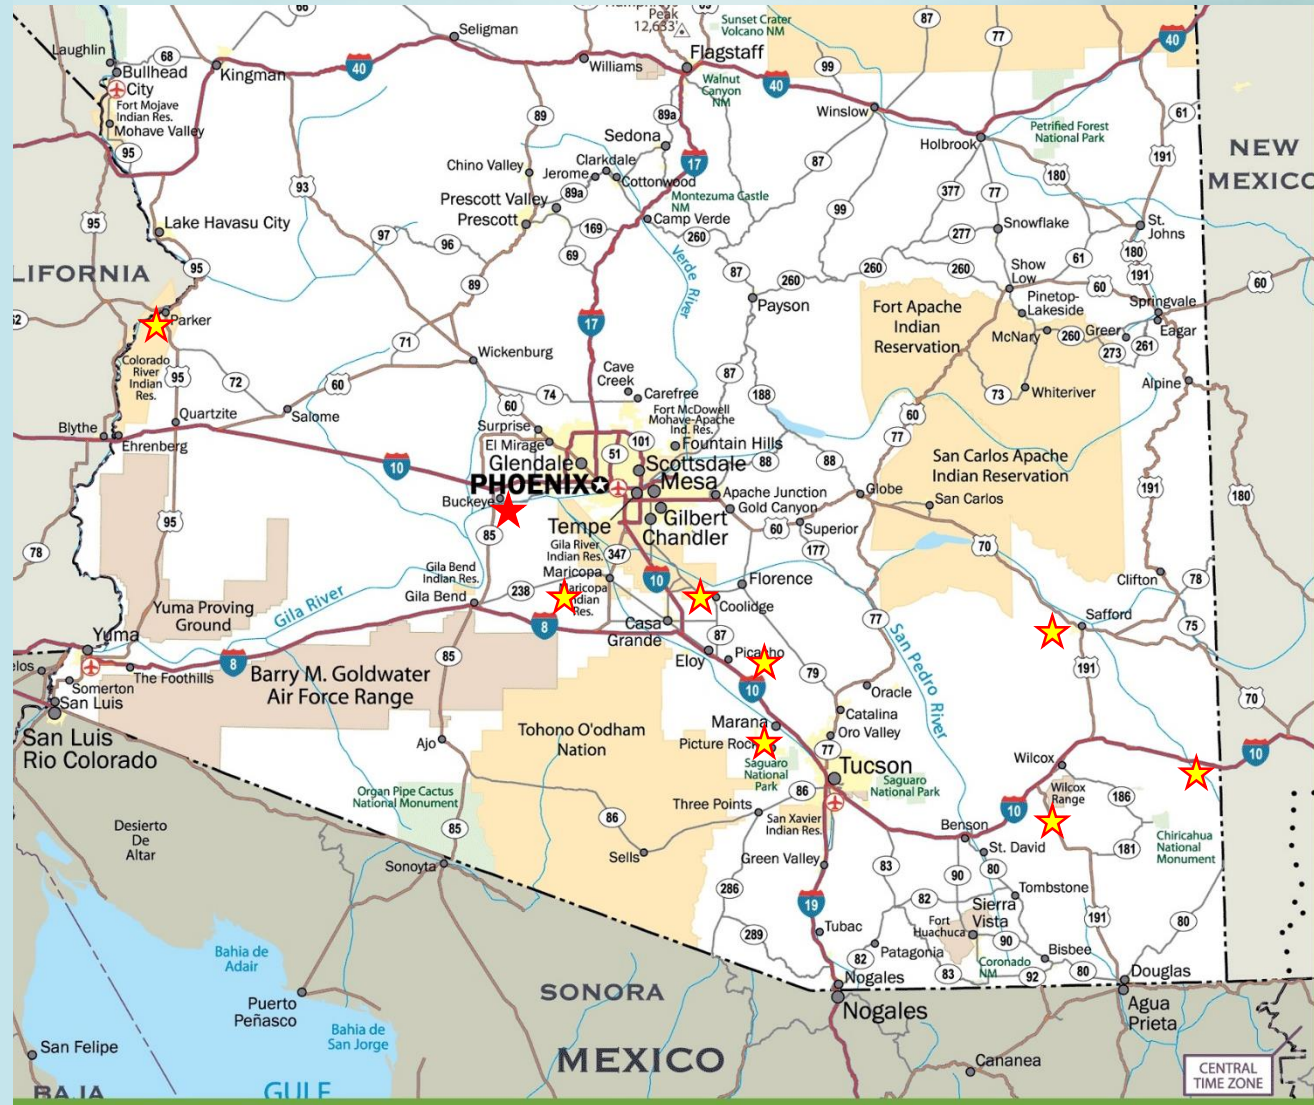 66
Peak
12,633'
89
Sunset Crater
Volcano NM
87
77
40
Laughlin
68
Seligman
Bullhead
City
Kingman
40
Williams
Flagstaff
99
Walnut
Canyon
NM
40
Winslow
61
Fort Mojave
Indian Res.
Mohave Valley
95
89
89a
Sedona
Petrified Forest
National Park
Holbrook
NEW
MEXICO
191
Chino Valley
Clarkdale
Jerome
Cottonwood
17
87
180
93
Prescott Valley
89a
Montezuma Castle
NM
377
77
Prescott
Camp Verde
99
Snowflake
St.
Johns
95
Lake Havasu City
97
96
169
260
277
69
Verde
River
61
180
LIFORNIA
95
89
87
260
260
260
Show
Low
191
60
60
Payson
Fort Apache
Indian
Reservation
Pinetop-
Lakeside
Springvale
Parker
17
McNary
260
Greer
Eagar
273
261
71
Wickenburg
Colorado
River
Indian
Res.
95
72
60
Cave
Creek
Carefree
87
188
73
Whiteriver
Alpine
74
60
Quartzite
Salome
Fort McDowell
Mohave-Apache
Ind. Res.
60
77
Blythe
Ehrenberg
Surprise
El Mirage
51
101
Fountain Hills
10
Glendale
Scottsdale
88
88
San Carlos Apache
Indian Reservation
PHOENIX
Mesa
Buckeye
Apache Junction
Globe
San Carlos
191
180
Gold Canyon
95
Tempe
Gilbert
Chandler
60
Superior
85
78
Gila River
Indian Res.
347
177
70
Gila Bend
Indian Res.
Maricopa
10
Florence
Clifton
78
Yuma Proving
Ground
Gila River
Gila Bend
238
Indian
Res.
Coolidge
Safford
8
Casa
Grande
87
77
75
Yuma
San Pedro River
8
85
Eloy
191
The Foothills
Barry M. Goldwater
Air Force Range
79
Somerton
San Luis
10
Oracle
70
San Luis
Rio Colorado
Tohono O'odham
Nation
Marana
Catalina
Oro Valley
Ajo
77
10
Wilcox
Saguaro
National
Park
Tucson
Saguaro
National Park
Organ Pipe Cactus
National Monument
86
Wilcox
Range
186
Three Points
Desierto
De
Altar
86
San Xavier
Indian Res.
10
85
Benson
St. David
181
Chiricahua
National
Monument
Sells
Sonoyta
Green Valley
83
90
80
286
Tombstone
19
82
Sierra
Vista
191
80
Fort
Huachuca
Tubac
289
90
Patagonia
Bisbee
Bahia de
Adair
82
83
Coronado
NM
92
80
Douglas
SONORA
Nogales
Puerto
Peñasco
Nogales
Agua
Prieta
Bahia de
San Jorge
San Felipe
MEXICO
Cananea
CENTRAL
TIME ZONE
BAJA
GULF